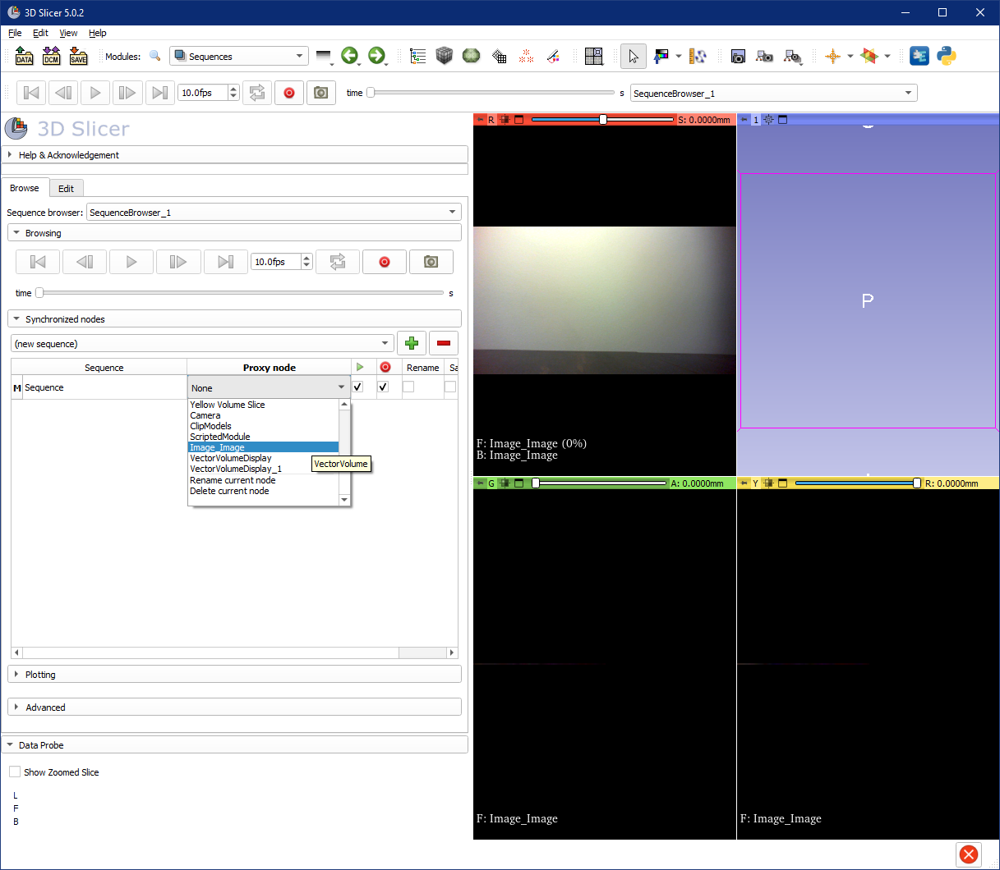 3D Slicer 5.0.2
File Edit View Help
DATA DCM SAVE Modules: Sequences
10.0fps time s SequenceBrowser_1
3D Slicer
Help & Acknowledgement
Browse Edit
Sequence browser: SequenceBrowser_1
Browsing
10.0fps
time s
Synchronized nodes
(new sequence)
Sequence Proxy node Rename Sa
M Sequence None
Yellow Volume Slice
Camera
ClipModels
ScriptedModule
Image_Image
VectorVolumeDisplay
VectorVolume
VectorVolumeDisplay_1
Rename current node
Delete current node
Plotting
Advanced
Data Probe
Show Zoomed Slice
L
F
B
R S: 0.0000mm
F: Image_Image (0%)
B: Image_Image
1
P
G A: 0.0000mm
F: Image_Image
Y R: 0.0000mm
F: Image_Image